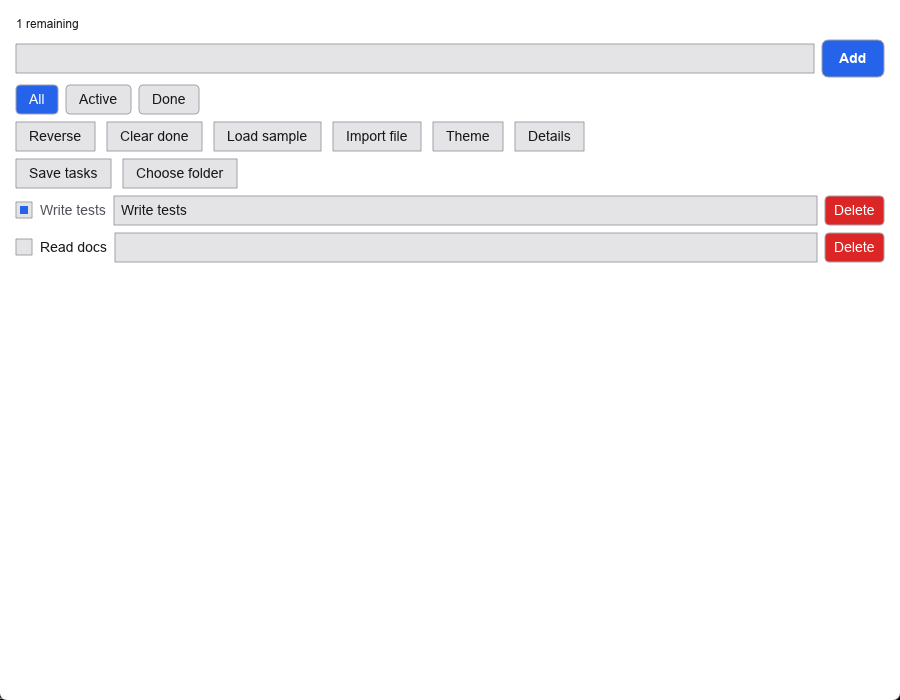 1 remaining
Add
All Active Done
Reverse Clear done Load sample Import file Theme Details
Save tasks Choose folder
Write tests Write tests Delete
Read docs Delete